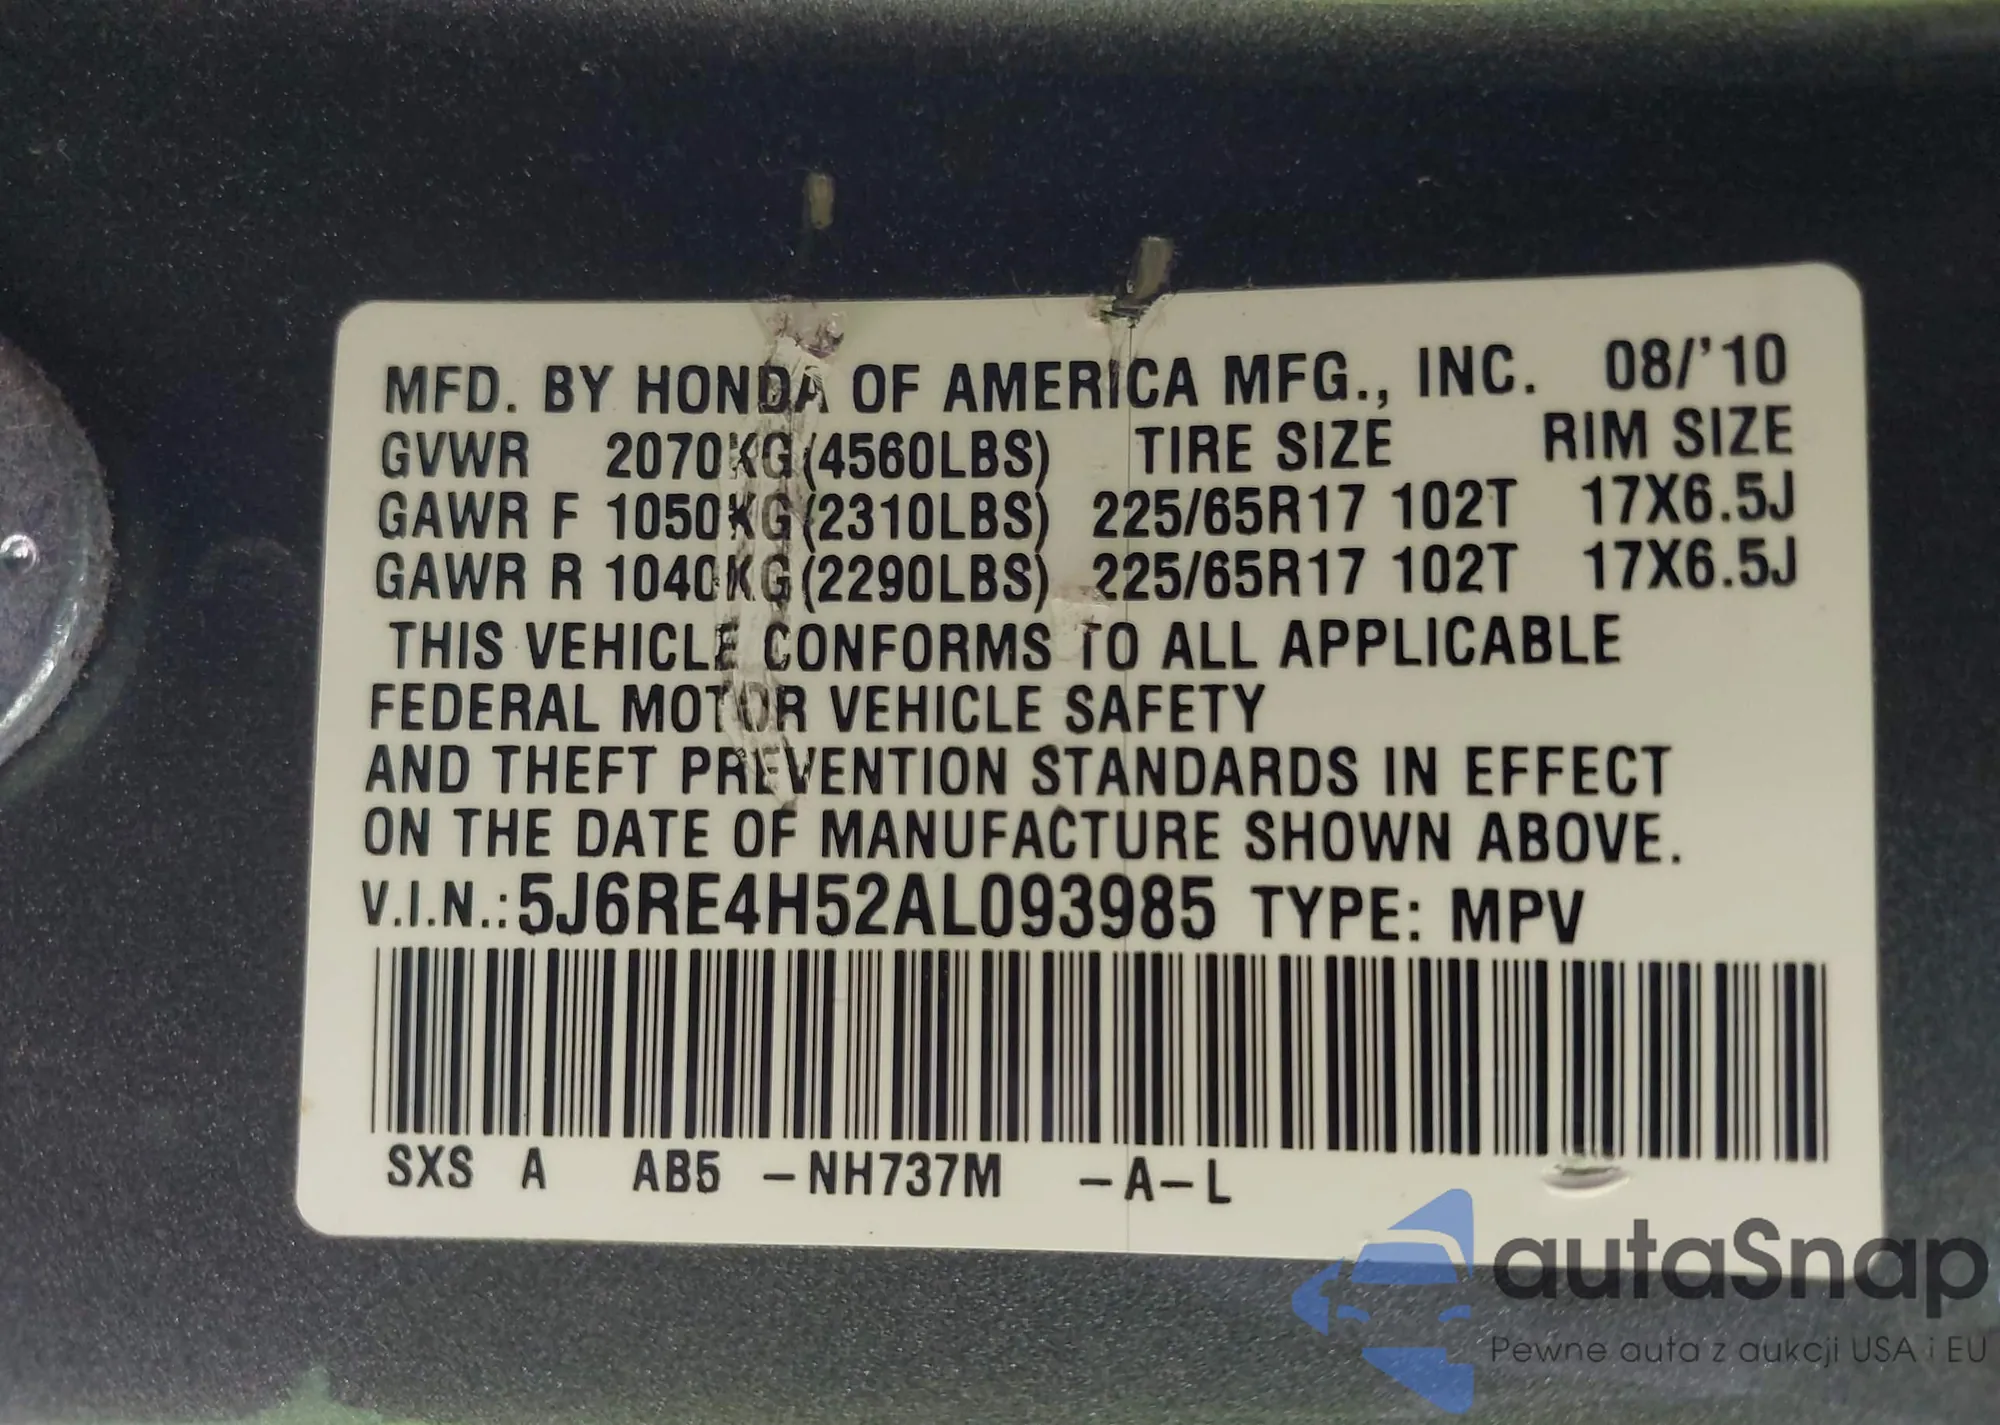 MFD. BY HONDA OF AMERICA MFG., INC. 08/'10
GVWR 2070KG(4560LBS) TIRE SIZE RIM SIZE
GAWR F 1050KG(2310LBS) 225/65R17 102T 17X6.5J
GAWR R 1040KG(2290LBS) 225/65R17 102T 17X6.5J
THIS VEHICLE CONFORMS TO ALL APPLICABLE
FEDERAL MOTOR VEHICLE SAFETY
AND THEFT PREVENTION STANDARDS IN EFFECT
ON THE DATE OF MANUFACTURE SHOWN ABOVE.
V.I.N.:5J6RE4H52AL093985 TYPE: MPV
SXS A AB5 -NH737M -A-L
autaSnap
Pewne auta z aukcji USA i EU